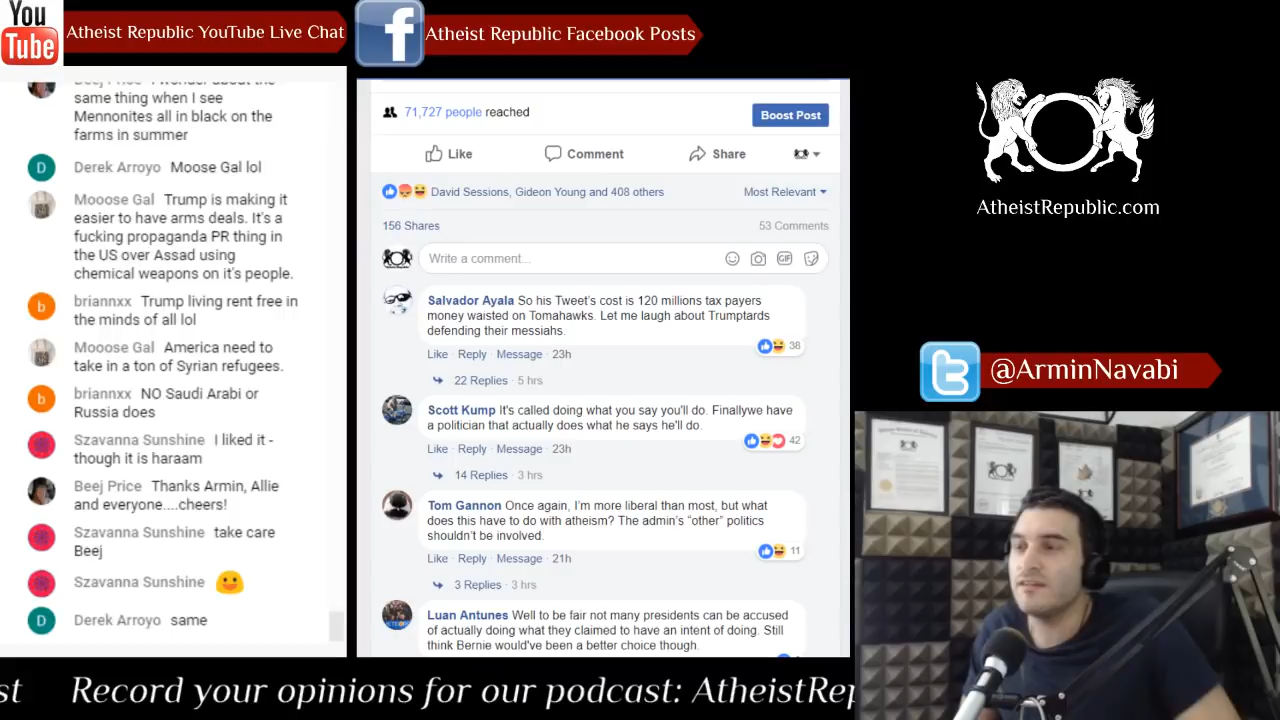 You
Tube
Atheist Republic YouTube Live Chat
Atheist Republic Facebook Posts
same thing when I see
Mennonites all in black on the
farms in summer
D
Derek Arroyo Moose Gal lol
Mooose Gal Trump is making it
easier to have arms deals. It's a
fucking propaganda PR thing in
the US over Assad using
chemical weapons on it's people.
b
briannxx Trump living rent free in
the minds of all lol
Mooose Gal America need to
take in a ton of Syrian refugees.
b
briannxx NO Saudi Arabi or
Russia does
Szavanna Sunshine I liked it -
though it is haraam
Beej Price Thanks Armin, Allie
and everyone....cheers!
Szavanna Sunshine take care
Beej
Szavanna Sunshine
D
Derek Arroyo same
71,727 people reached
Boost Post
Like
Comment
Share
David Sessions, Gideon Young and 408 others
Most Relevant
156 Shares
53 Comments
Write a comment...
GIF
Salvador Ayala So his Tweet's cost is 120 millions tax payers
money waisted on Tomahawks. Let me laugh about Trumptards
defending their messiahs.
38
Like · Reply · Message · 23h
22 Replies · 5 hrs
Scott Kump It's called doing what you say you'll do. Finallywe have
a politician that actually does what he says he'll do.
42
Like · Reply · Message · 23h
14 Replies · 3 hrs
Tom Gannon Once again, I'm more liberal than most, but what
does this have to do with atheism? The admin's “other” politics
shouldn't be involved.
11
Like · Reply · Message · 21h
3 Replies · 3 hrs
Luan Antunes Well to be fair not many presidents can be accused
of actually doing what they claimed to have an intent of doing. Still
think Bernie would've been a better choice though.
AtheistRepublic.com
@ArminNavabi
st Record your opinions for our podcast: AtheistRep